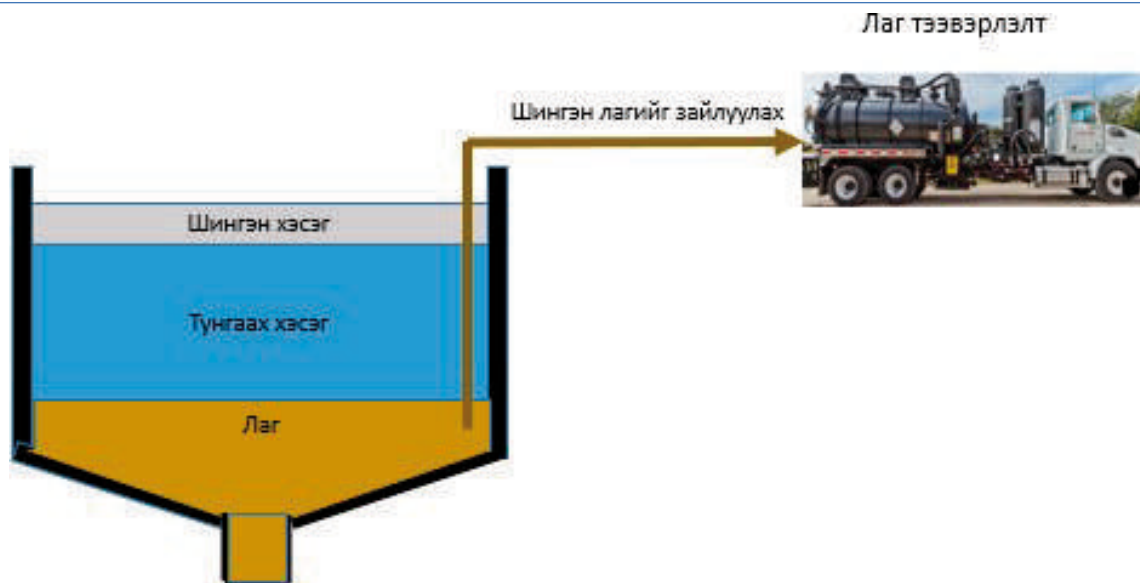 Лаг тээвэрлэлт
Шингэн лагийг зайлуулах
Шингэн хэсэг
Тунгаах хэсэг
Лаг